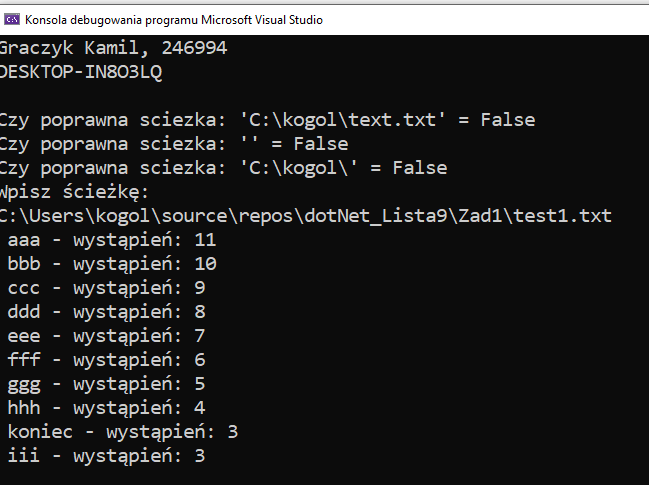 Konsola debugowania programu Microsoft Visual Studio
Graczyk Kamil, 246994
DESKTOP-IN8O3LQ
Czy poprawna sciezka: 'C:\kogol\text.txt' = False
Czy poprawna sciezka: '' = False
Czy poprawna sciezka: 'C:\kogol\' = False
Wpisz ścieżkę:
C:\Users\kogol\source\repos\dotNet_Lista9\Zad1\test1.txt
aaa - wystąpień: 11
bbb - wystąpień: 10
ccc - wystąpień: 9
ddd - wystąpień: 8
eee - wystąpień: 7
fff - wystąpień: 6
ggg - wystąpień: 5
hhh - wystąpień: 4
koniec - wystąpień: 3
iii - wystąpień: 3